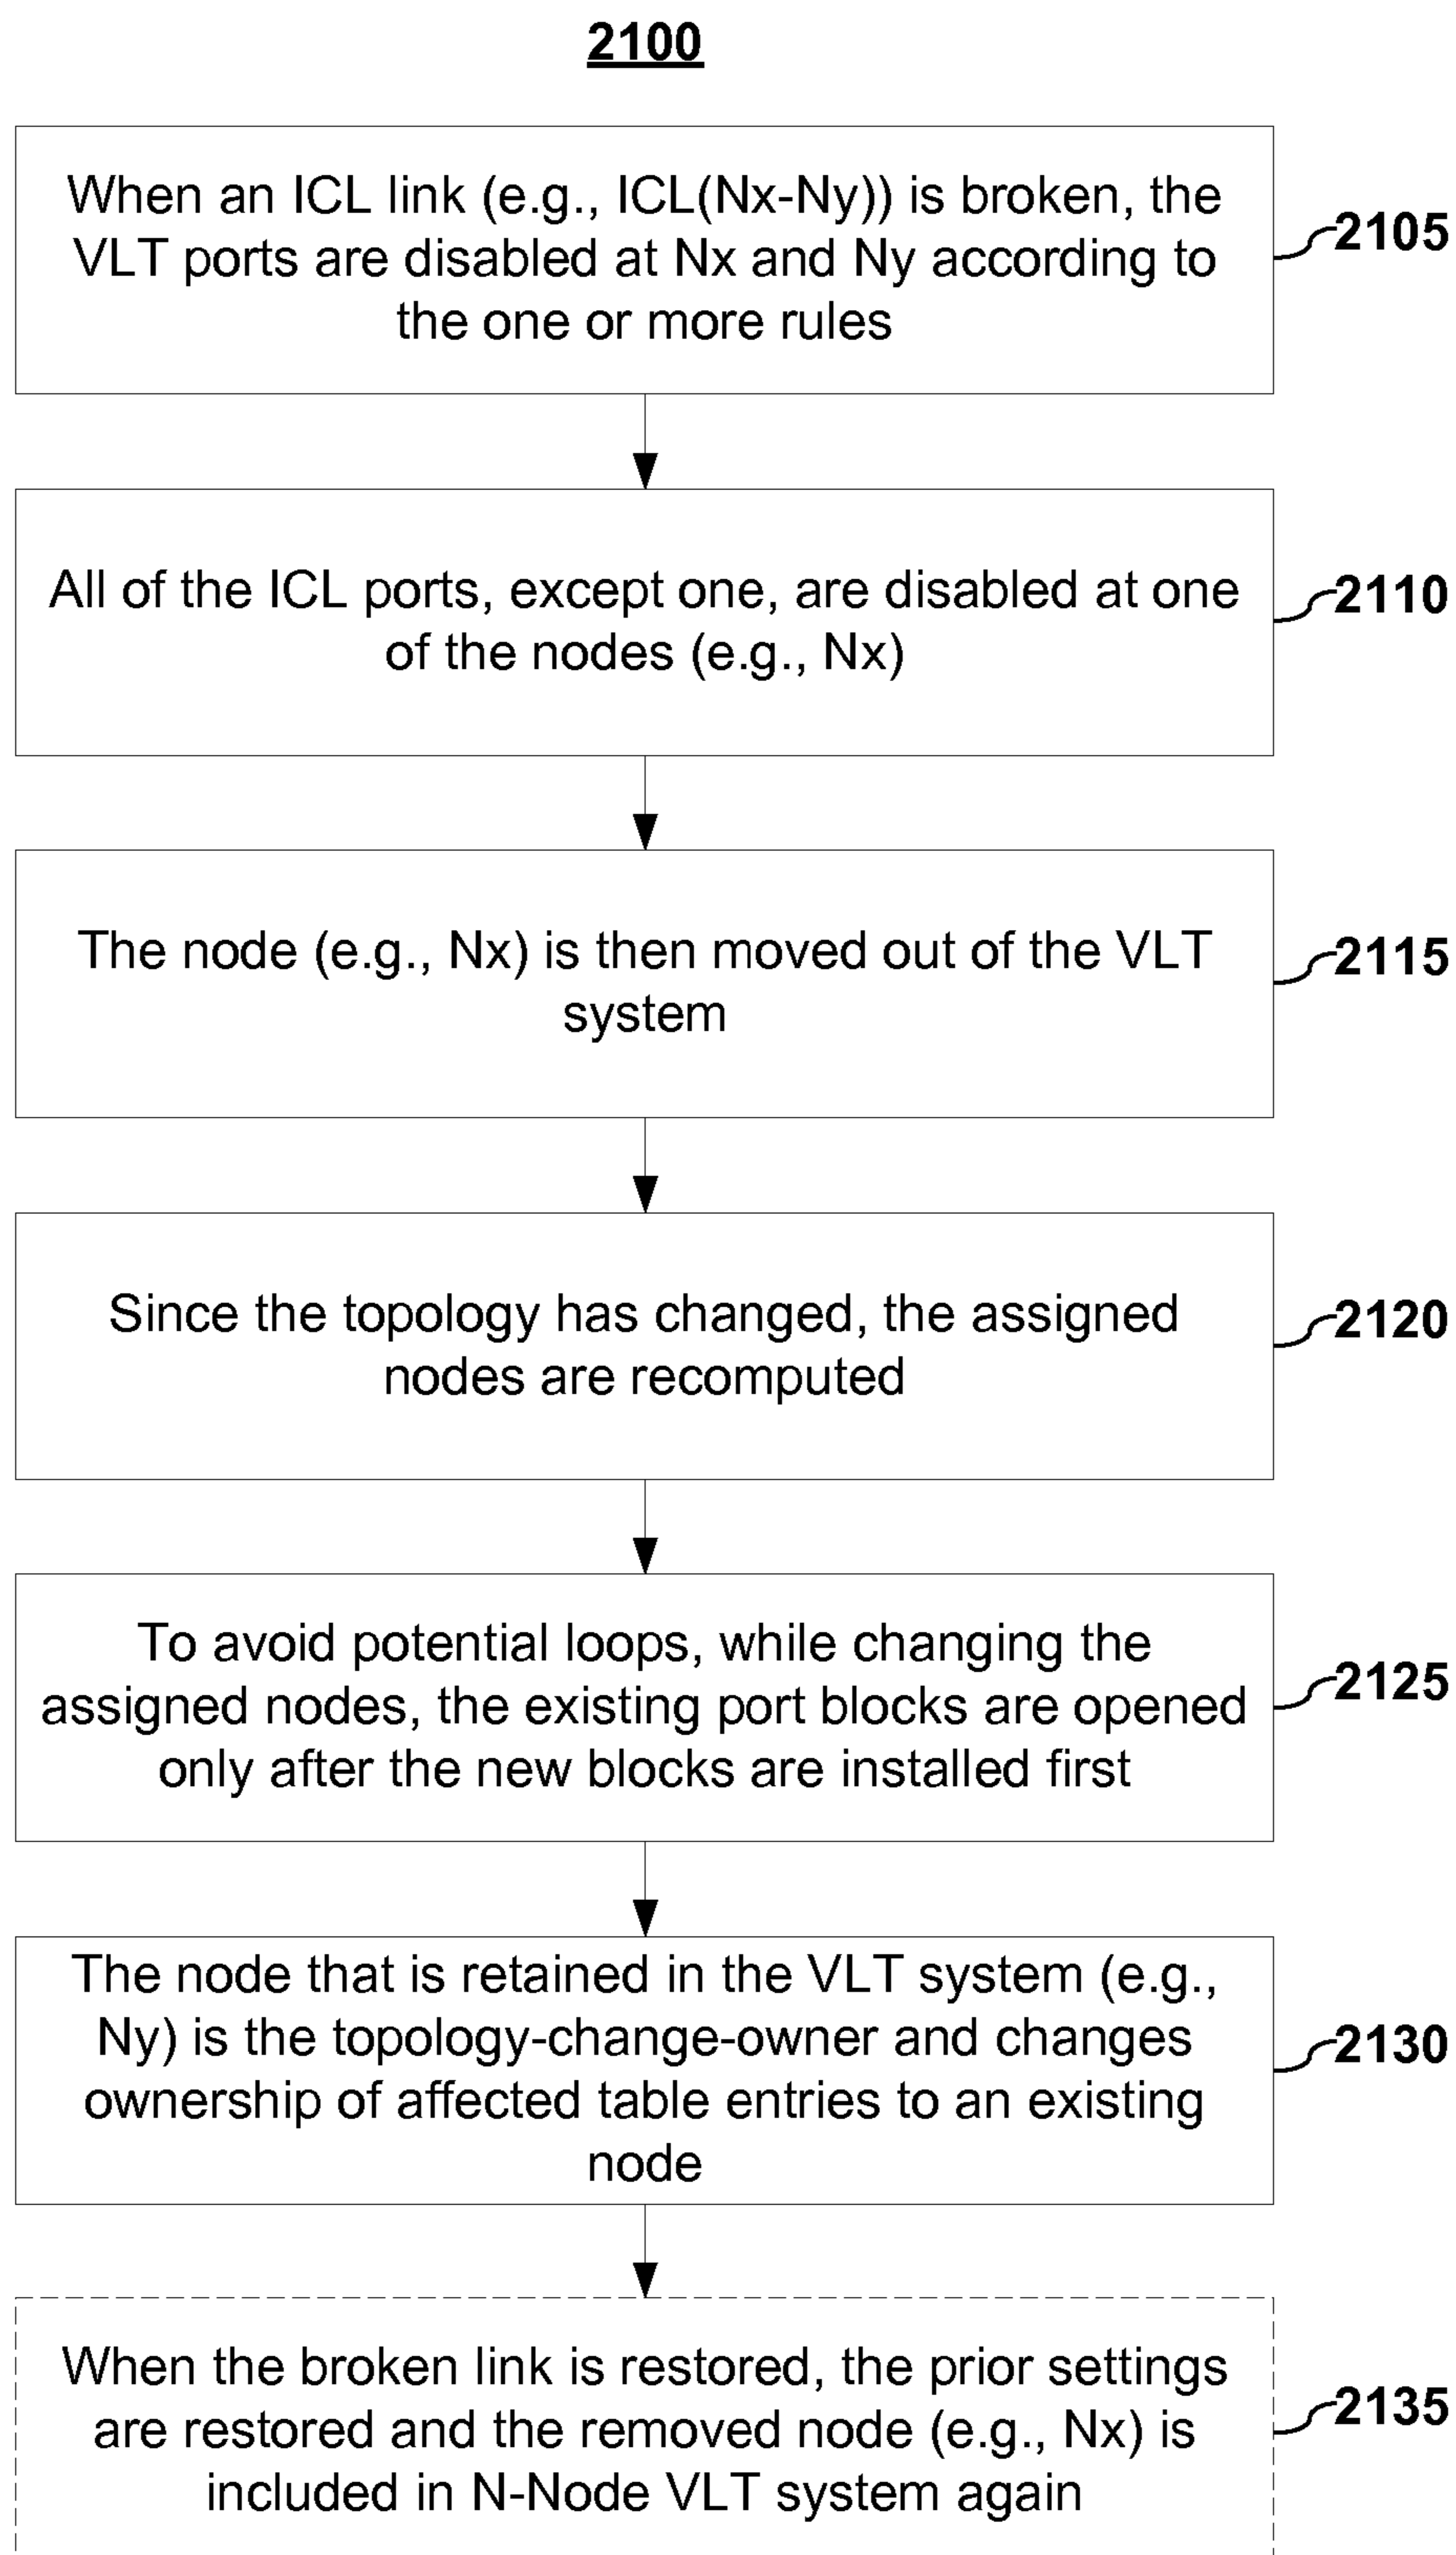 2100
When an ICL link (e.g., ICL(Nx-Ny)) is broken, the
VLT ports are disabled at Nx and Ny according to
the one or more rules
2105
All of the ICL ports, except one, are disabled at one
of the nodes (e.g., Nx)
2110
The node (e.g., Nx) is then moved out of the VLT
system
2115
Since the topology has changed, the assigned
nodes are recomputed
2120
To avoid potential loops, while changing the
assigned nodes, the existing port blocks are opened
only after the new blocks are installed first
2125
The node that is retained in the VLT system (e.g.,
Ny) is the topology-change-owner and changes
ownership of affected table entries to an existing
node
2130
When the broken link is restored, the prior settings
are restored and the removed node (e.g., Nx) is
included in N-Node VLT system again
2135